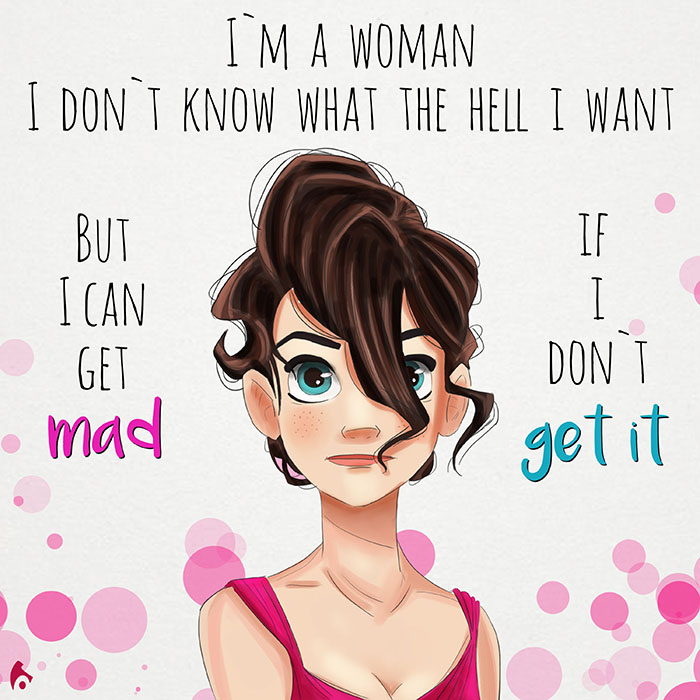 I`M A WOMAN
I DON`T KNOW WHAT THE HELL I WANT
BUT
I CAN
GET
mad
IF
I
DON`T
get it